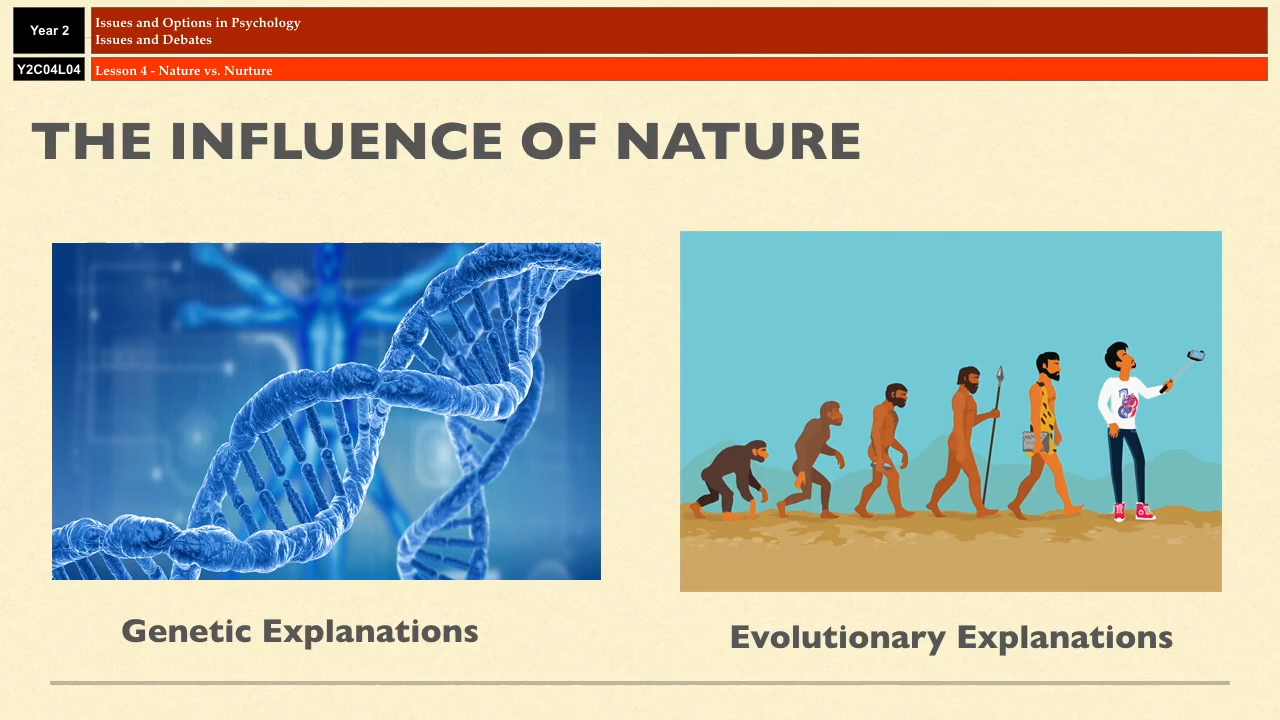 Year 2
Issues and Options in Psychology
Issues and Debates
Y2C04L04
Lesson 4 - Nature vs. Nurture
THE INFLUENCE OF NATURE
Genetic Explanations
Evolutionary Explanations